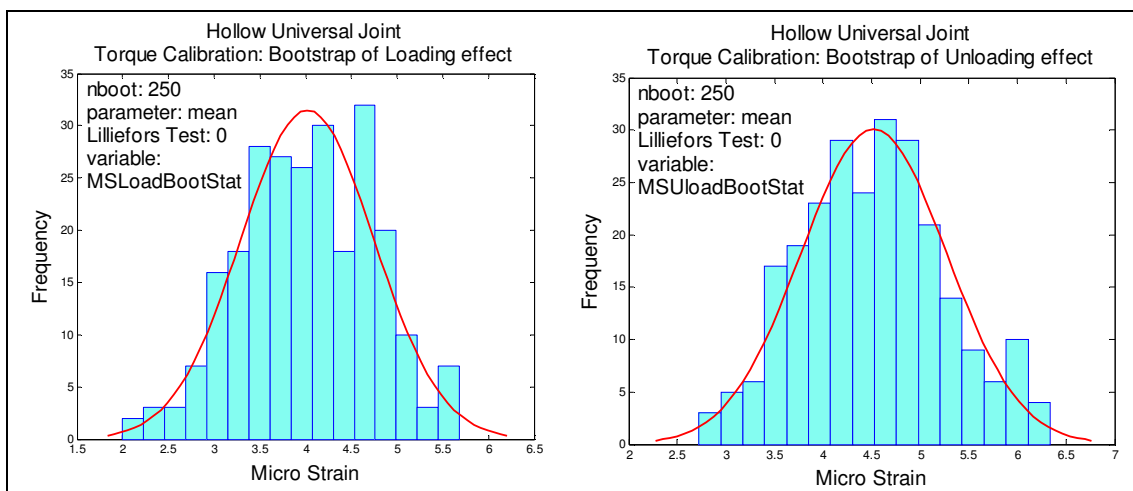 Hollow Universal Joint
Torque Calibration: Bootstrap of Loading effect
35
30
25
20
15
10
5
0
Frequency
nboot: 250
parameter: mean
Lilliefors Test: 0
variable:
MSLoadBootStat
1.5 2 2.5 3 3.5 4 4.5 5 5.5 6 6.5
Micro Strain
Hollow Universal Joint
Torque Calibration: Bootstrap of Unloading effect
35
30
25
20
15
10
5
0
Frequency
nboot: 250
parameter: mean
Lilliefors Test: 0
variable:
MSUloadBootStat
2 2.5 3 3.5 4 4.5 5 5.5 6 6.5 7
Micro Strain